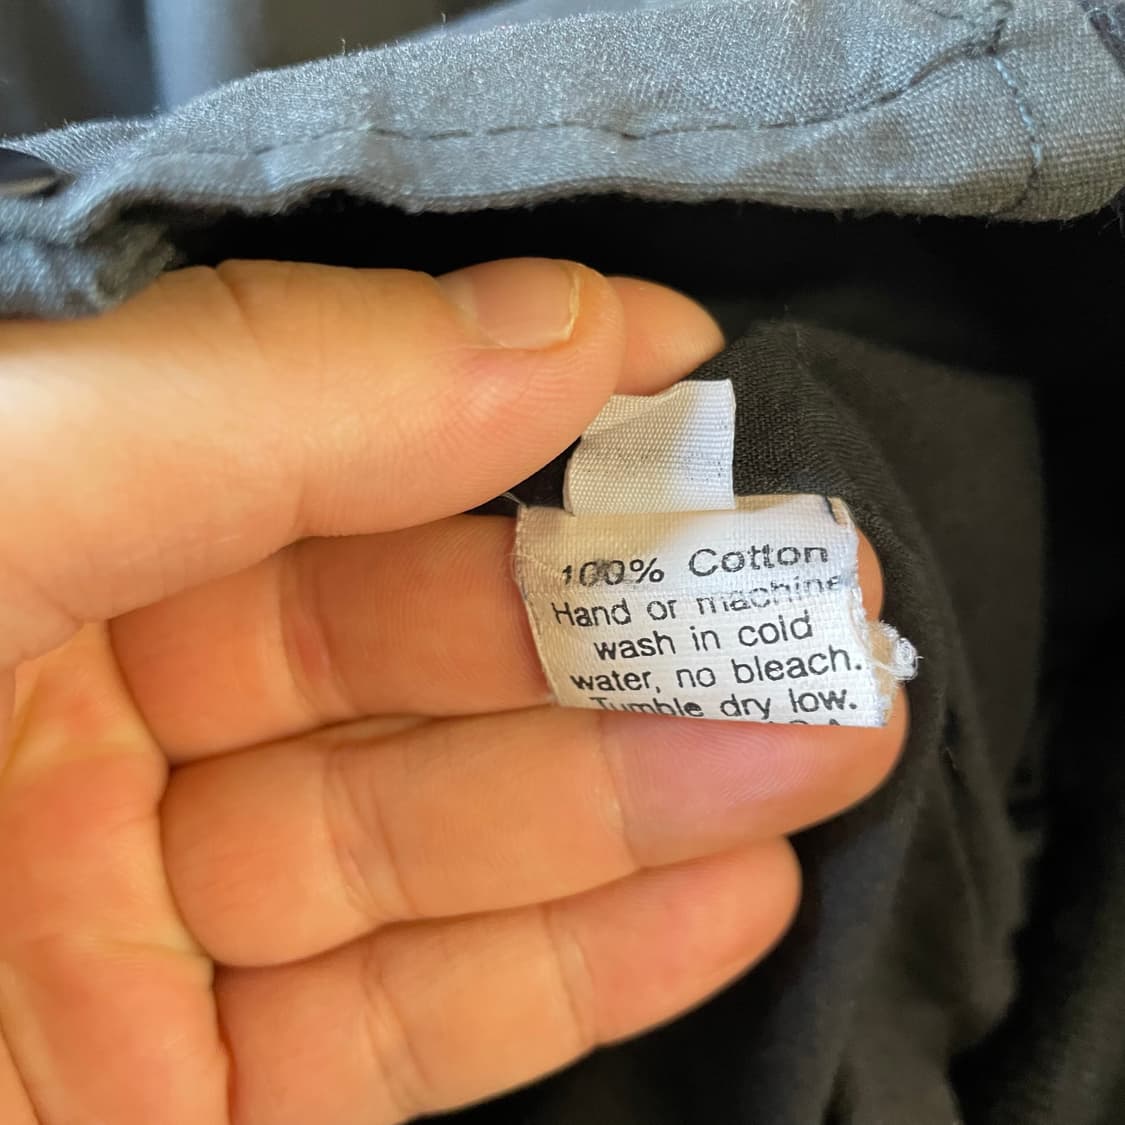 100% Cotton
Hand or machine
wash in cold
water, no bleach.
Tumble dry low.